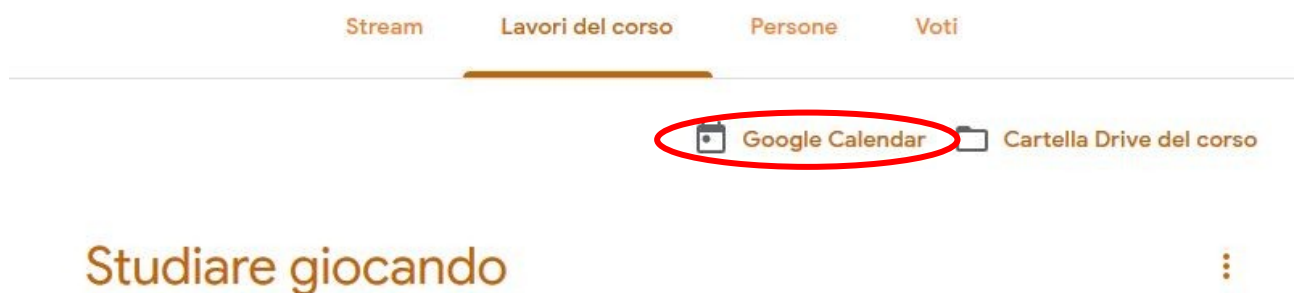 Stream Lavori del corso Persone Voti
Google Calendar Cartella Drive del corso
Studiare giocando